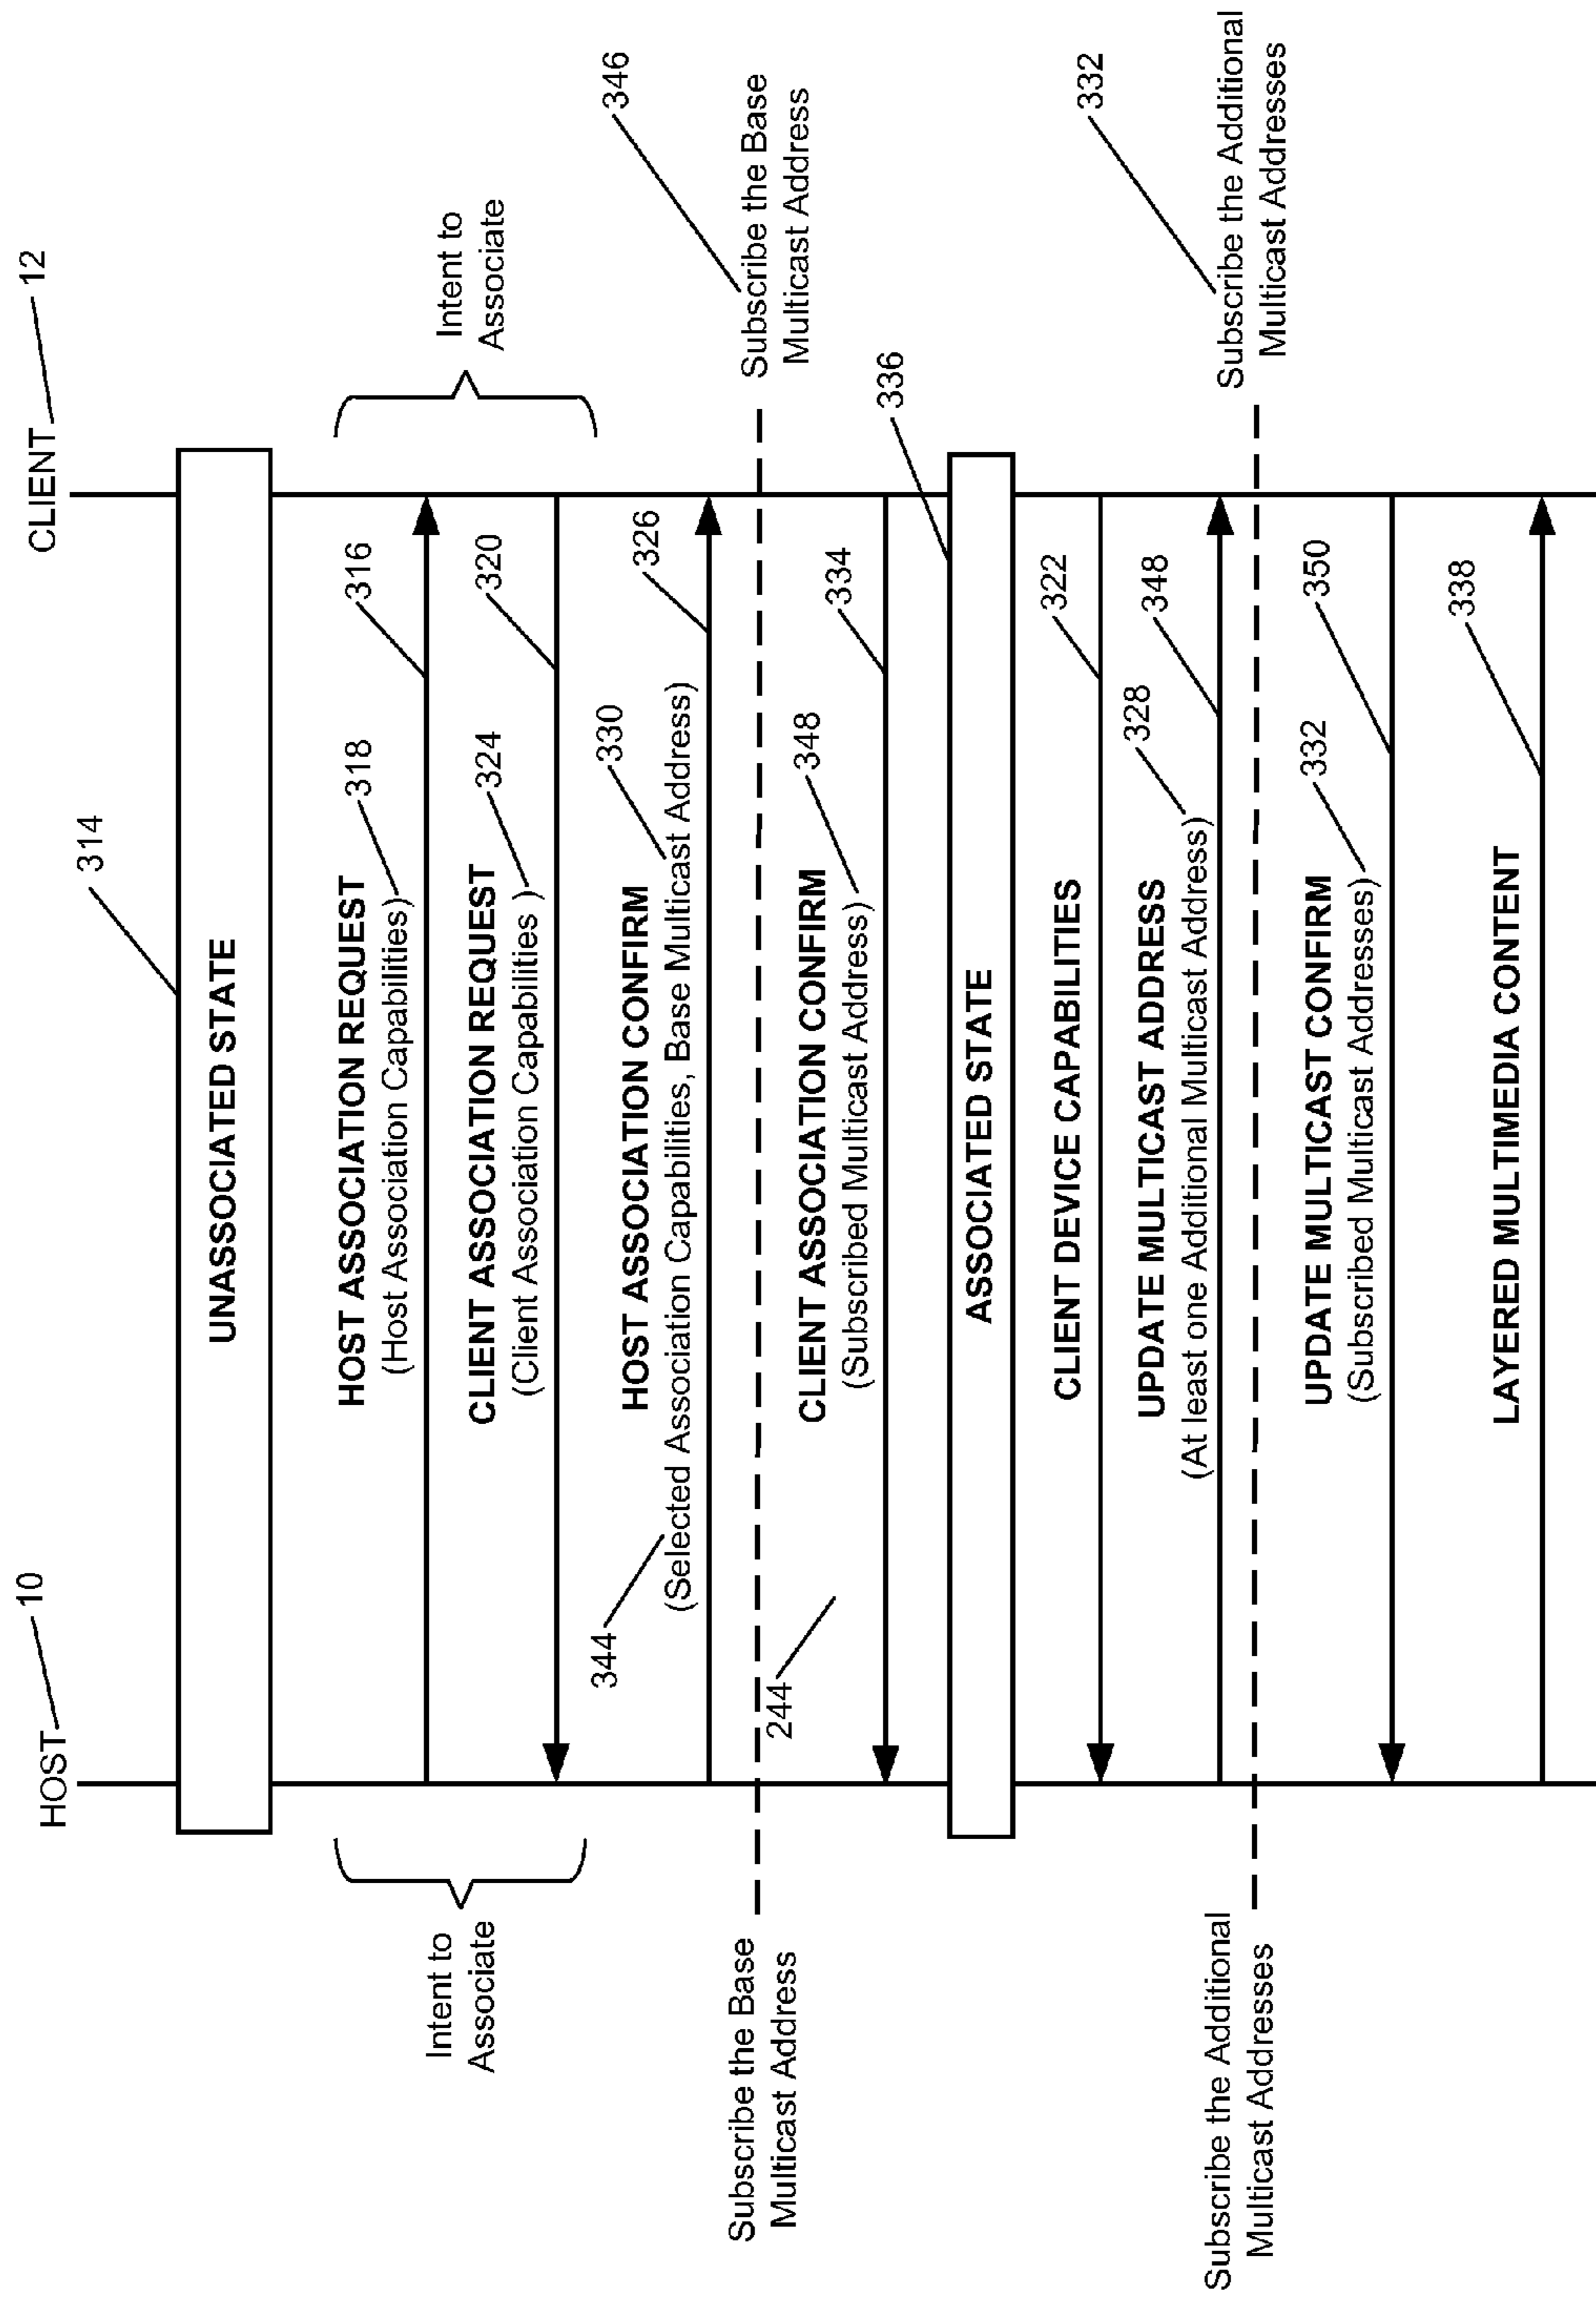 HOST
10
CLIENT
12
314
UNASSOCIATED STATE
HOST ASSOCIATION REQUEST
(Host Association Capabilities)
318
316
Intent to
Associate
Intent to
Associate
CLIENT ASSOCIATION REQUEST
(Client Association Capabilities )
324
320
344
HOST ASSOCIATION CONFIRM
(Selected Association Capabilities, Base Multicast Address)
330
326
346
Subscribe the Base
Multicast Address
Subscribe the Base
Multicast Address
244
CLIENT ASSOCIATION CONFIRM
(Subscribed Multicast Address)
348
334
336
ASSOCIATED STATE
CLIENT DEVICE CAPABILITIES
322
UPDATE MULTICAST ADDRESS
(At least one Additional Multicast Address)
328
348
332
Subscribe the Additional
Multicast Addresses
Subscribe the Additional
Multicast Addresses
UPDATE MULTICAST CONFIRM
(Subscribed Multicast Addresses)
332
350
LAYERED MULTIMEDIA CONTENT
338